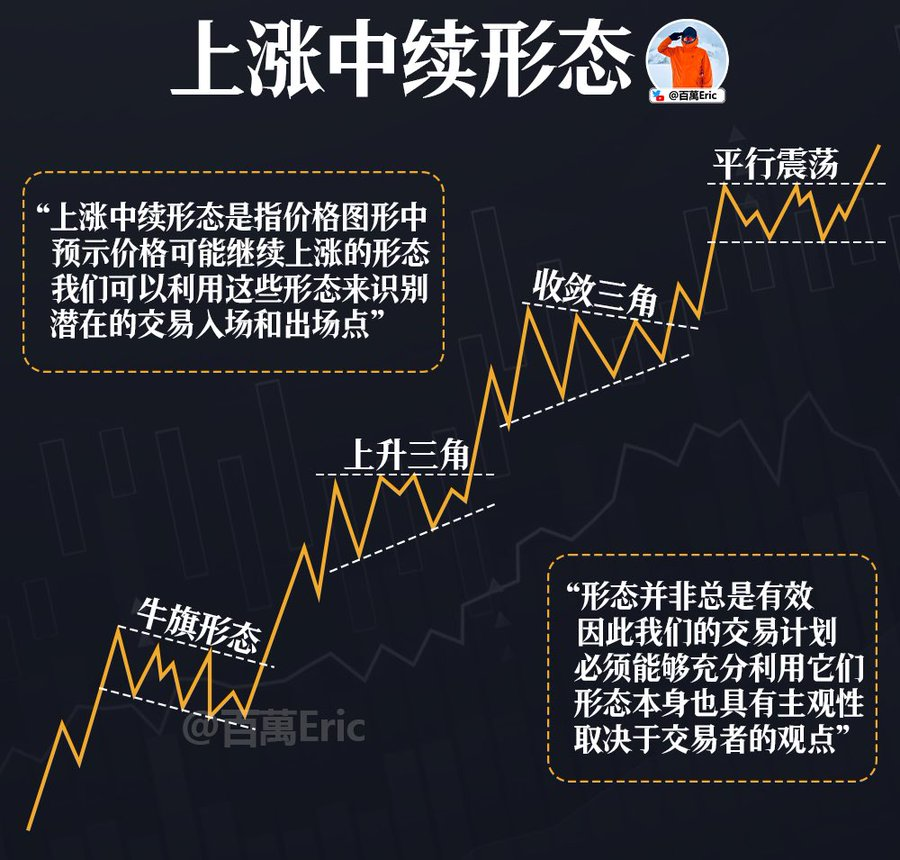 上涨中续形态
@百萬Eric
“上涨中续形态是指价格图形中
预示价格可能继续上涨的形态
我们可以利用这些形态来识别
潜在的交易入场和出场点”
平行震荡
收敛三角
上升三角
牛旗形态
“形态并非总是有效
因此我们的交易计划
必须能够充分利用它们
形态本身也具有主观性
取决于交易者的观点”
@百萬Eric